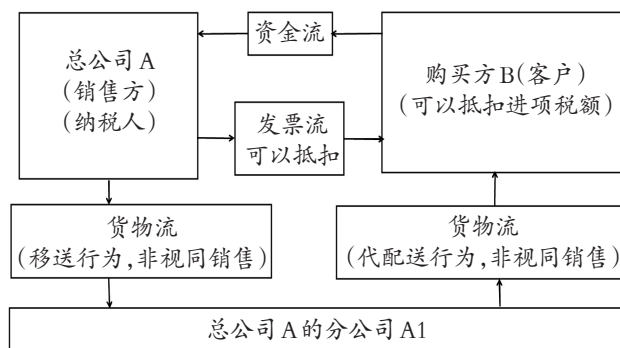 总公司A
(销售方)
(纳税人)
资金流
购买方B(客户)
(可以抵扣进项税额)
发票流
可以抵扣
货物流
(移送行为,非视同销售)
货物流
(代配送行为,非视同销售)
总公司A的分公司A1